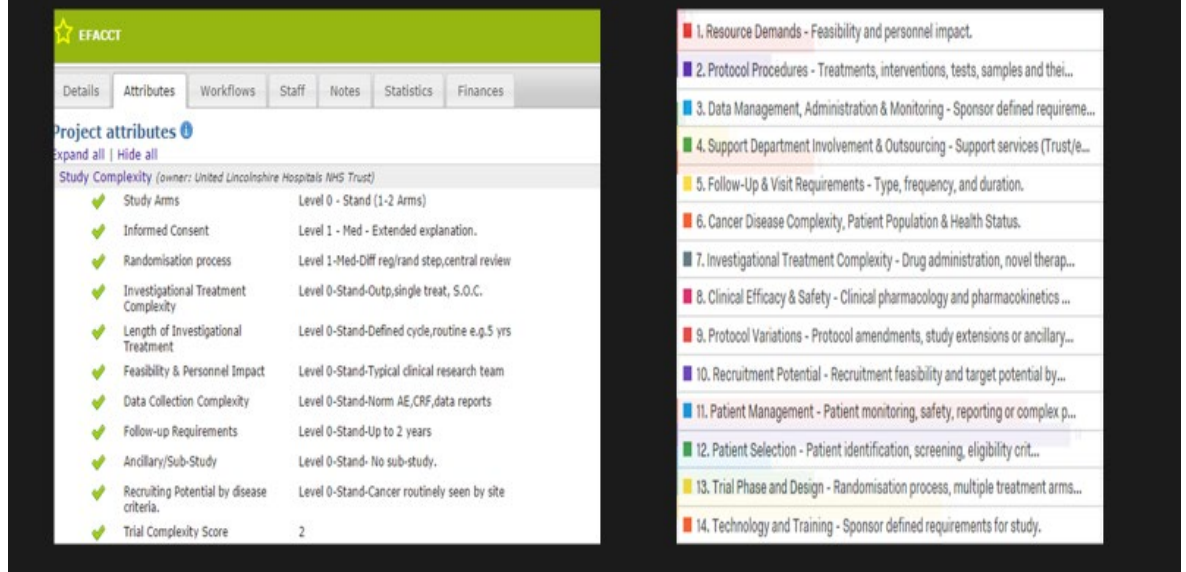 EFACCT
Details Attributes Workflows Staff Notes Statistics Finances
Project attributes
Expand all | Hide all
Study Complexity (owner: United Lincolnshire Hospitals NHS Trust)
Study Arms Level 0 - Stand (1-2 Arms)
Informed Consent Level 1 - Med - Extended explanation.
Randomisation process Level 1-Med-Diff reg/rand step,central review
Investigational Treatment Level 0-Stand-Outp,single treat, S.O.C.
Complexity
Length of Investigational Level 0-Stand-Defined cycle,routine e.g.5 yrs
Treatment
Feasibility & Personnel Impact Level 0-Stand-Typical clinical research team
Data Collection Complexity Level 0-Stand-Norm AE,CRF,data reports
Follow-up Requirements Level 0-Stand-Up to 2 years
Ancillary/Sub-Study Level 0-Stand- No sub-study.
Recruiting Potential by disease Level 0-Stand-Cancer routinely seen by site
criteria.
Trial Complexity Score 2
1. Resource Demands - Feasibility and personnel impact.
2. Protocol Procedures - Treatments, interventions, tests, samples and thei...
3. Data Management, Administration & Monitoring - Sponsor defined requireme...
4. Support Department Involvement & Outsourcing - Support services (Trust/e...
5. Follow-Up & Visit Requirements - Type, frequency, and duration.
6. Cancer Disease Complexity, Patient Population & Health Status.
7. Investigational Treatment Complexity - Drug administration, novel therap...
8. Clinical Efficacy & Safety - Clinical pharmacology and pharmacokinetics ...
9. Protocol Variations - Protocol amendments, study extensions or ancillary...
10. Recruitment Potential - Recruitment feasibility and target potential by...
11. Patient Management - Patient monitoring, safety, reporting or complex p...
12. Patient Selection - Patient identification, screening, eligibility crit...
13. Trial Phase and Design - Randomisation process, multiple treatment arms...
14. Technology and Training - Sponsor defined requirements for study.